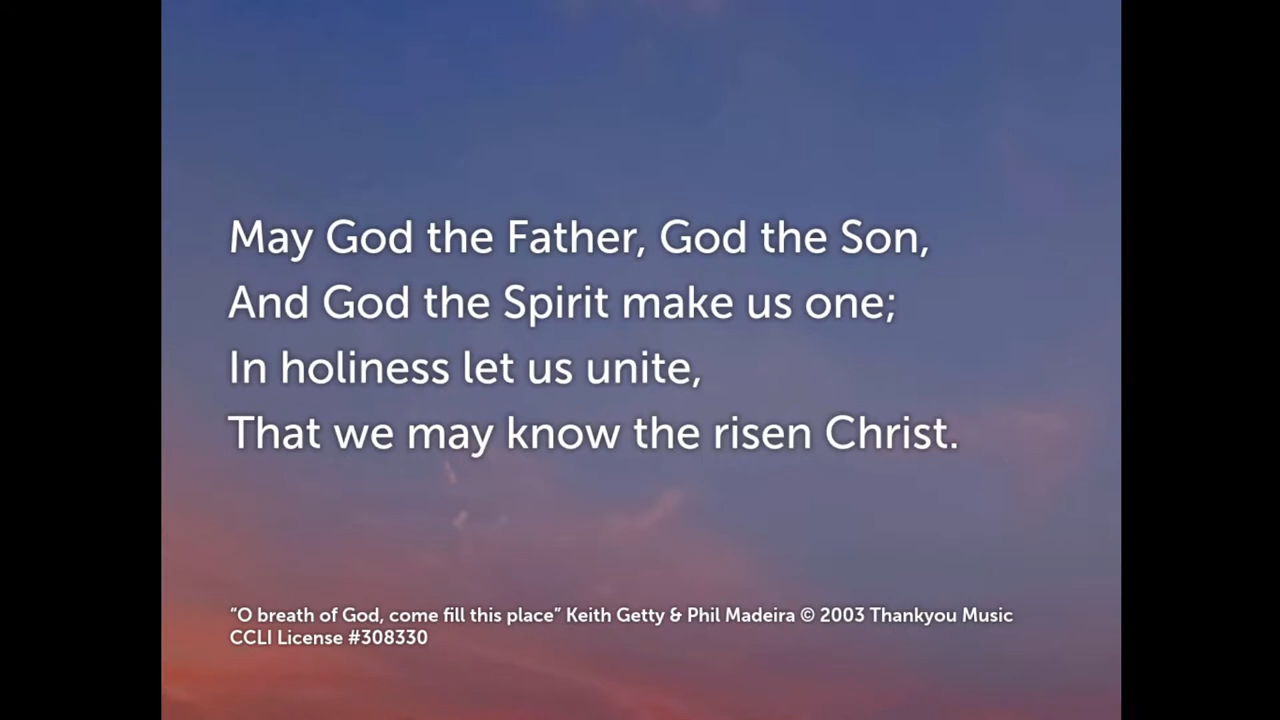 May God the Father, God the Son,
And God the Spirit make us one;
In holiness let us unite,
That we may know the risen Christ.
“O breath of God, come fill this place” Keith Getty & Phil Madeira © 2003 Thankyou Music
CCLI License #308330